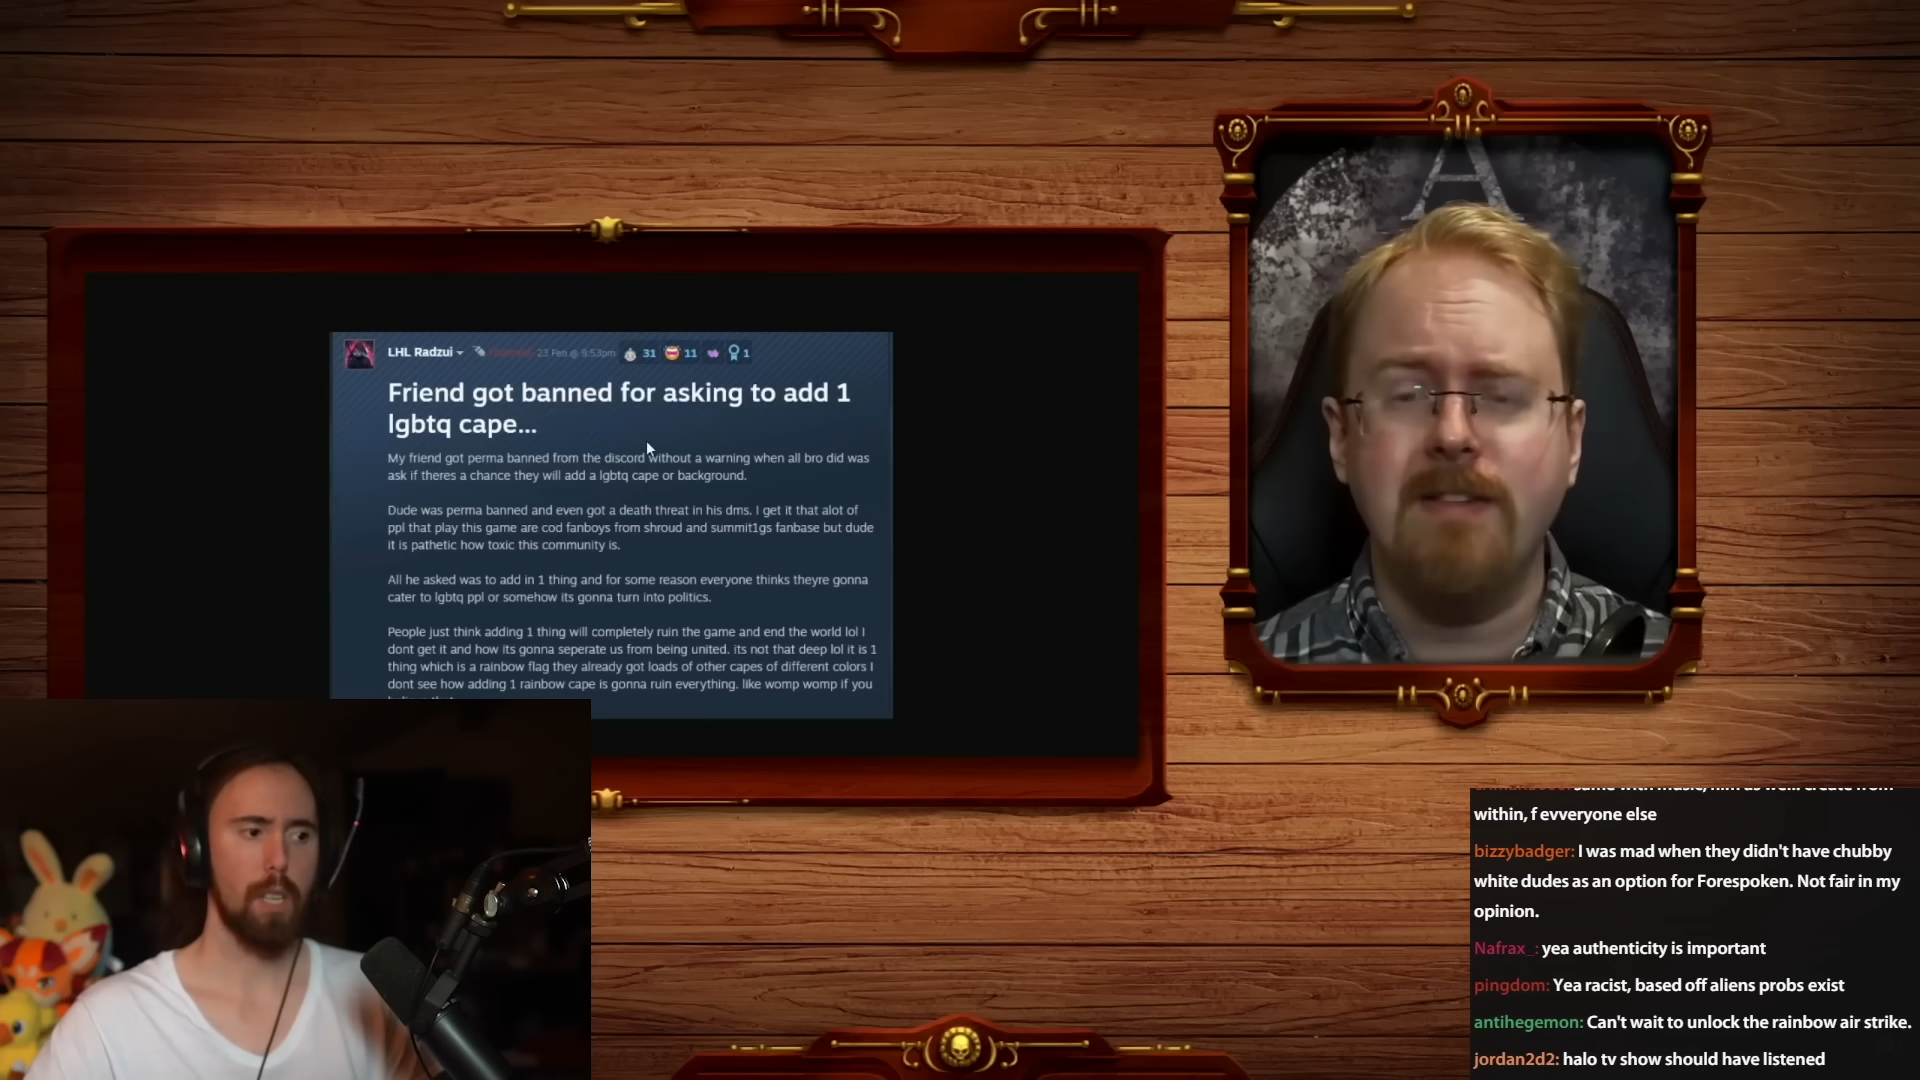 LHL Radzui
23 Feb @ 9:53pm
31
11
1
Friend got banned for asking to add 1
lgbtq cape...
My friend got perma banned from the discord without a warning when all bro did was
ask if theres a chance they will add a lgbtq cape or background.
Dude was perma banned and even got a death threat in his dms. I get it that alot of
ppl that play this game are cod fanboys from shroud and summit1gs fanbase but dude
it is pathetic how toxic this community is.
All he asked was to add in 1 thing and for some reason everyone thinks theyre gonna
cater to lgbtq ppl or somehow its gonna turn into politics.
People just think adding 1 thing will completely ruin the game and end the world lol I
dont get it and how its gonna seperate us from being united. its not that deep lol it is 1
thing which is a rainbow flag they already got loads of other capes of different colors I
dont see how adding 1 rainbow cape is gonna ruin everything. like womp womp if you
within, f evveryone else
bizzybadger: I was mad when they didn't have chubby
white dudes as an option for Forespoken. Not fair in my
opinion.
Nafrax_: yea authenticity is important
pingdom: Yea racist, based off aliens probs exist
antihegemon: Can't wait to unlock the rainbow air strike.
jordan2d2: halo tv show should have listened